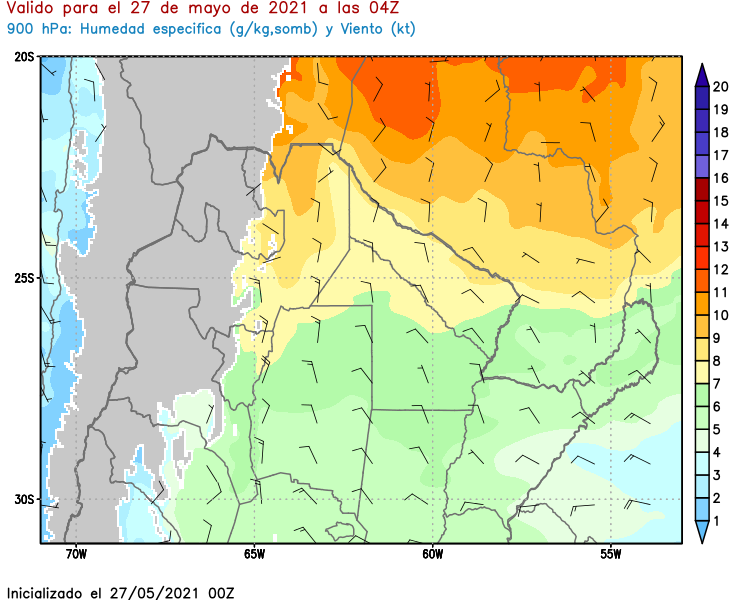 Valido para el 27 de mayo de 2021 a las 04Z
900 hPa: Humedad especifica (g/kg,somb) y Viento (kt)
20S
25S
30S
70W 65W 60W 55W
20
19
18
17
16
15
14
13
12
11
10
9
8
7
6
5
4
3
2
1
Inicializado el 27/05/2021 00Z